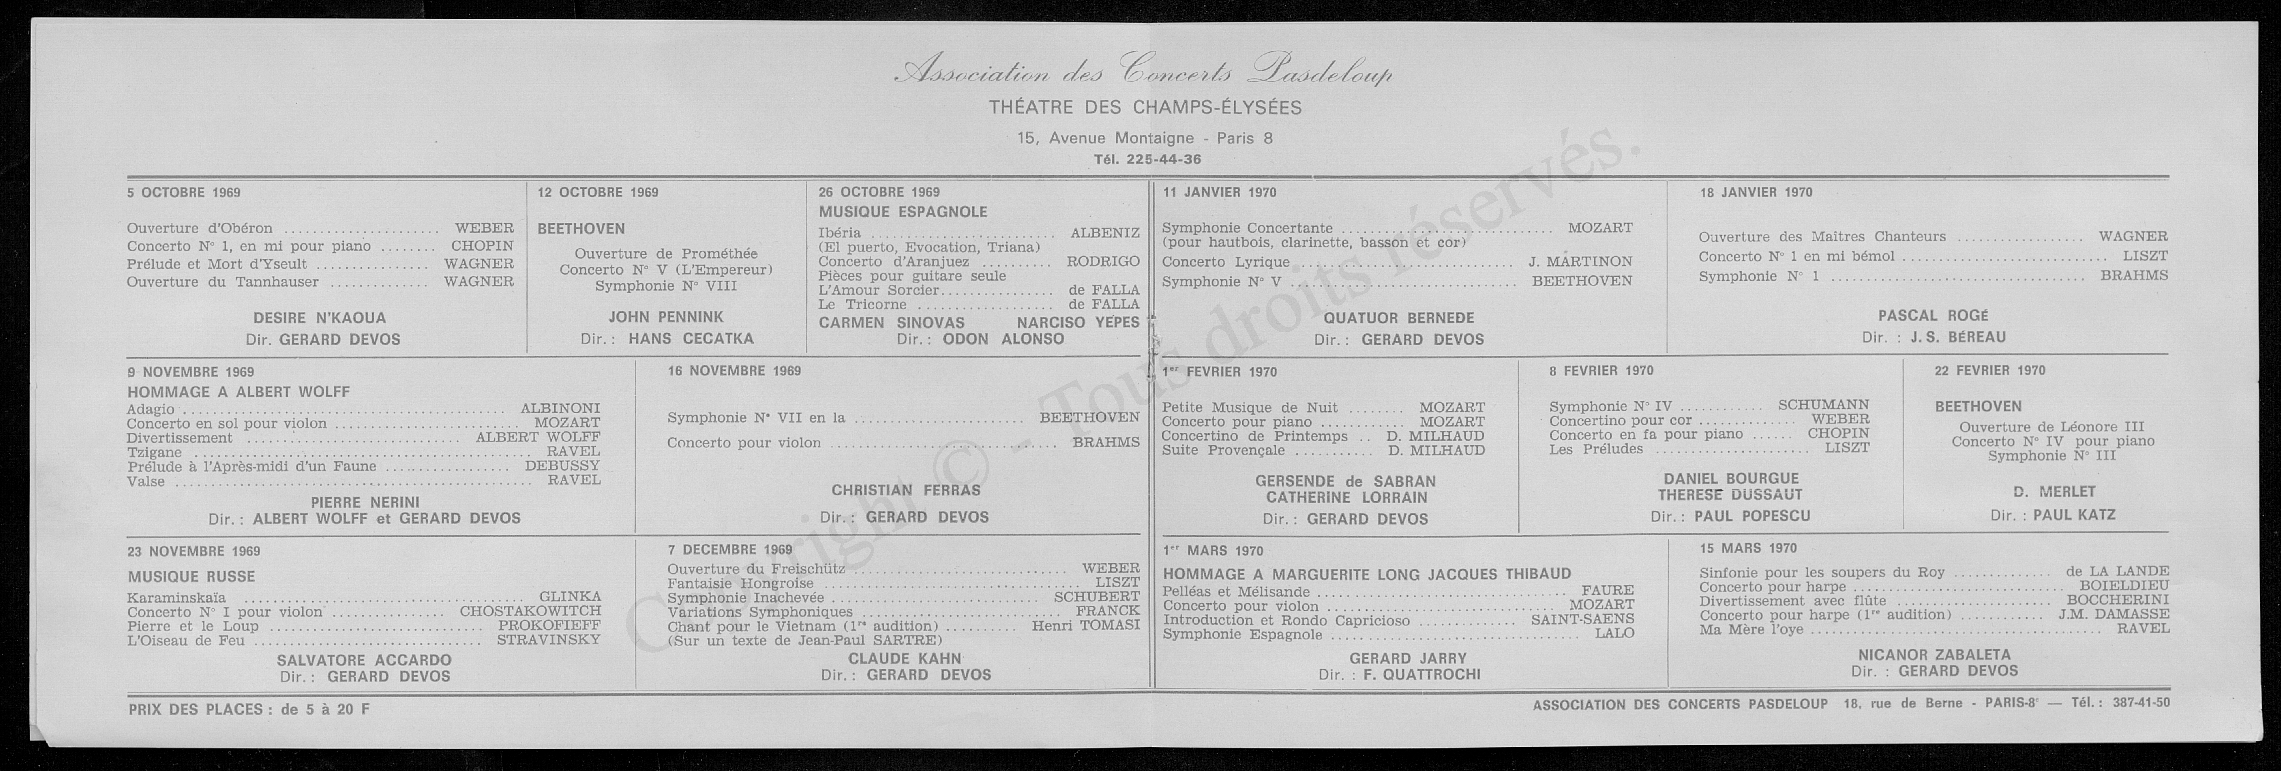 Association des Concerts Pasdeloup
THÉATRE DES CHAMPS-ÉLYSÉES
15, Avenue Montaigne - Paris 8
Tél. 225-44-36
5 OCTOBRE 1969
Ouverture d'Obéron ...................... WEBER
Concerto N° 1, en mi pour piano ........ CHOPIN
Prélude et Mort d'Yseult ................ WAGNER
Ouverture du Tannhauser .............. WAGNER
DESIRE N'KAOUA
Dir. GERARD DEVOS
12 OCTOBRE 1969
BEETHOVEN
Ouverture de Prométhée
Concerto N° V (L'Empereur)
Symphonie N° VIII
JOHN PENNINK
Dir. : HANS CECATKA
26 OCTOBRE 1969
MUSIQUE ESPAGNOLE
Ibéria .......................... ALBENIZ
(El puerto, Evocation, Triana)
Concerto d'Aranjuez .......... RODRIGO
Pièces pour guitare seule
L'Amour Sorcier................ de FALLA
Le Tricorne .................... de FALLA
CARMEN SINOVAS NARCISO YEPES
Dir. : ODON ALONSO
11 JANVIER 1970
Symphonie Concertante .............................. MOZART
(pour hautbois, clarinette, basson et cor)
Concerto Lyrique ............................... J. MARTINON
Symphonie N° V ................................ BEETHOVEN
QUATUOR BERNEDE
Dir. : GERARD DEVOS
18 JANVIER 1970
Ouverture des Maîtres Chanteurs .................. WAGNER
Concerto N° 1 en mi bémol ............................. LISZT
Symphonie N° 1 ........................................ BRAHMS
PASCAL ROGÉ
Dir. : J. S. BÉREAU
9 NOVEMBRE 1969
HOMMAGE A ALBERT WOLFF
Adagio .............................................. ALBINONI
Concerto en sol pour violon .......................... MOZART
Divertissement .............................. ALBERT WOLFF
Tzigane ................................................ RAVEL
Prélude à l'Après-midi d'un Faune .................. DEBUSSY
Valse .................................................. RAVEL
PIERRE NERINI
Dir. : ALBERT WOLFF et GERARD DEVOS
16 NOVEMBRE 1969
Symphonie N° VII en la .............................. BEETHOVEN
Concerto pour violon ................................ BRAHMS
CHRISTIAN FERRAS
Dir. : GERARD DEVOS
1er FEVRIER 1970
Petite Musique de Nuit ........ MOZART
Concerto pour piano ............ MOZART
Concertino de Printemps .. D. MILHAUD
Suite Provençale ........... D. MILHAUD
GERSENDE de SABRAN
CATHERINE LORRAIN
Dir. : GERARD DEVOS
8 FEVRIER 1970
Symphonie N° IV ............ SCHUMANN
Concertino pour cor .............. WEBER
Concerto en fa pour piano ...... CHOPIN
Les Préludes ...................... LISZT
DANIEL BOURGUE
THERESE DUSSAUT
Dir. : PAUL POPESCU
22 FEVRIER 1970
BEETHOVEN
Ouverture de Léonore III
Concerto N° IV pour piano
Symphonie N° III
D. MERLET
Dir. : PAUL KATZ
23 NOVEMBRE 1969
MUSIQUE RUSSE
Karaminskaïa .......................................... GLINKA
Concerto N° I pour violon ................ CHOSTAKOWITCH
Pierre et le Loup ................................ PROKOFIEFF
L'Oiseau de Feu .................................. STRAVINSKY
SALVATORE ACCARDO
Dir. : GERARD DEVOS
7 DECEMBRE 1969
Ouverture du Freischütz .............................. WEBER
Fantaisie Hongroise .................................... LISZT
Symphonie Inachevée ................................ SCHUBERT
Variations Symphoniques .............................. FRANCK
Chant pour le Vietnam (1re audition) .......... Henri TOMASI
(Sur un texte de Jean-Paul SARTRE)
CLAUDE KAHN
Dir. : GERARD DEVOS
1er MARS 1970
HOMMAGE A MARGUERITE LONG JACQUES THIBAUD
Pelléas et Mélisande ...................................... FAURE
Concerto pour violon .................................. MOZART
Introduction et Rondo Capricioso .............. SAINT-SAENS
Symphonie Espagnole .................................... LALO
GERARD JARRY
Dir. : F. QUATTROCHI
15 MARS 1970
Sinfonie pour les soupers du Roy .............. de LA LANDE
Concerto pour harpe .............................. BOIELDIEU
Divertissement avec flûte ........................ BOCCHERINI
Concerto pour harpe (1re audition) ............ J.M. DAMASSE
Ma Mère l'oye .......................................... RAVEL
NICANOR ZABALETA
Dir. : GERARD DEVOS
PRIX DES PLACES : de 5 à 20 F
ASSOCIATION DES CONCERTS PASDELOUP 18, rue de Berne - PARIS-8e — Tél. : 387-41-50
Copyright © - Tous droits réservés.